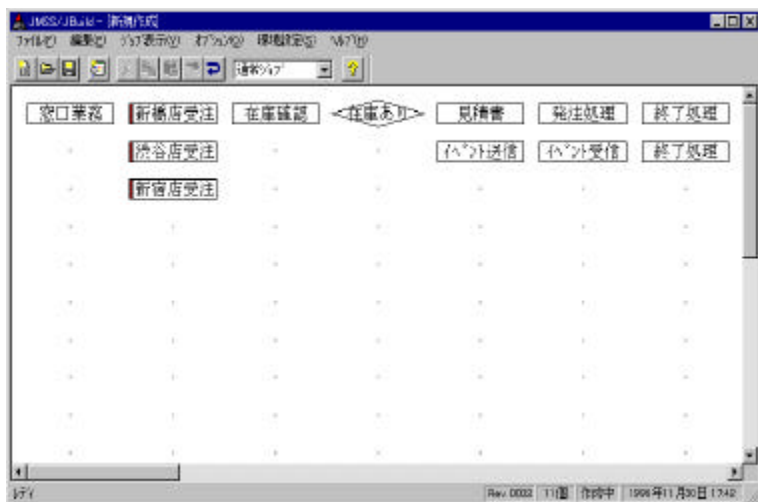 JMSS/JBuild - [新規作成]
ファイル(F) 編集(E) ジョブ表示(V) オプション(O) 環境設定(S) ヘルプ(H)
通常ジョブ
窓口業務 新橋店受注 在庫確認 在庫あり 見積書 発注処理 終了処理
渋谷店受注 イベント送信 イベント受信 終了処理
新宿店受注
レディ Rev 0002 11個 作成中 1998年11月30日 17:42